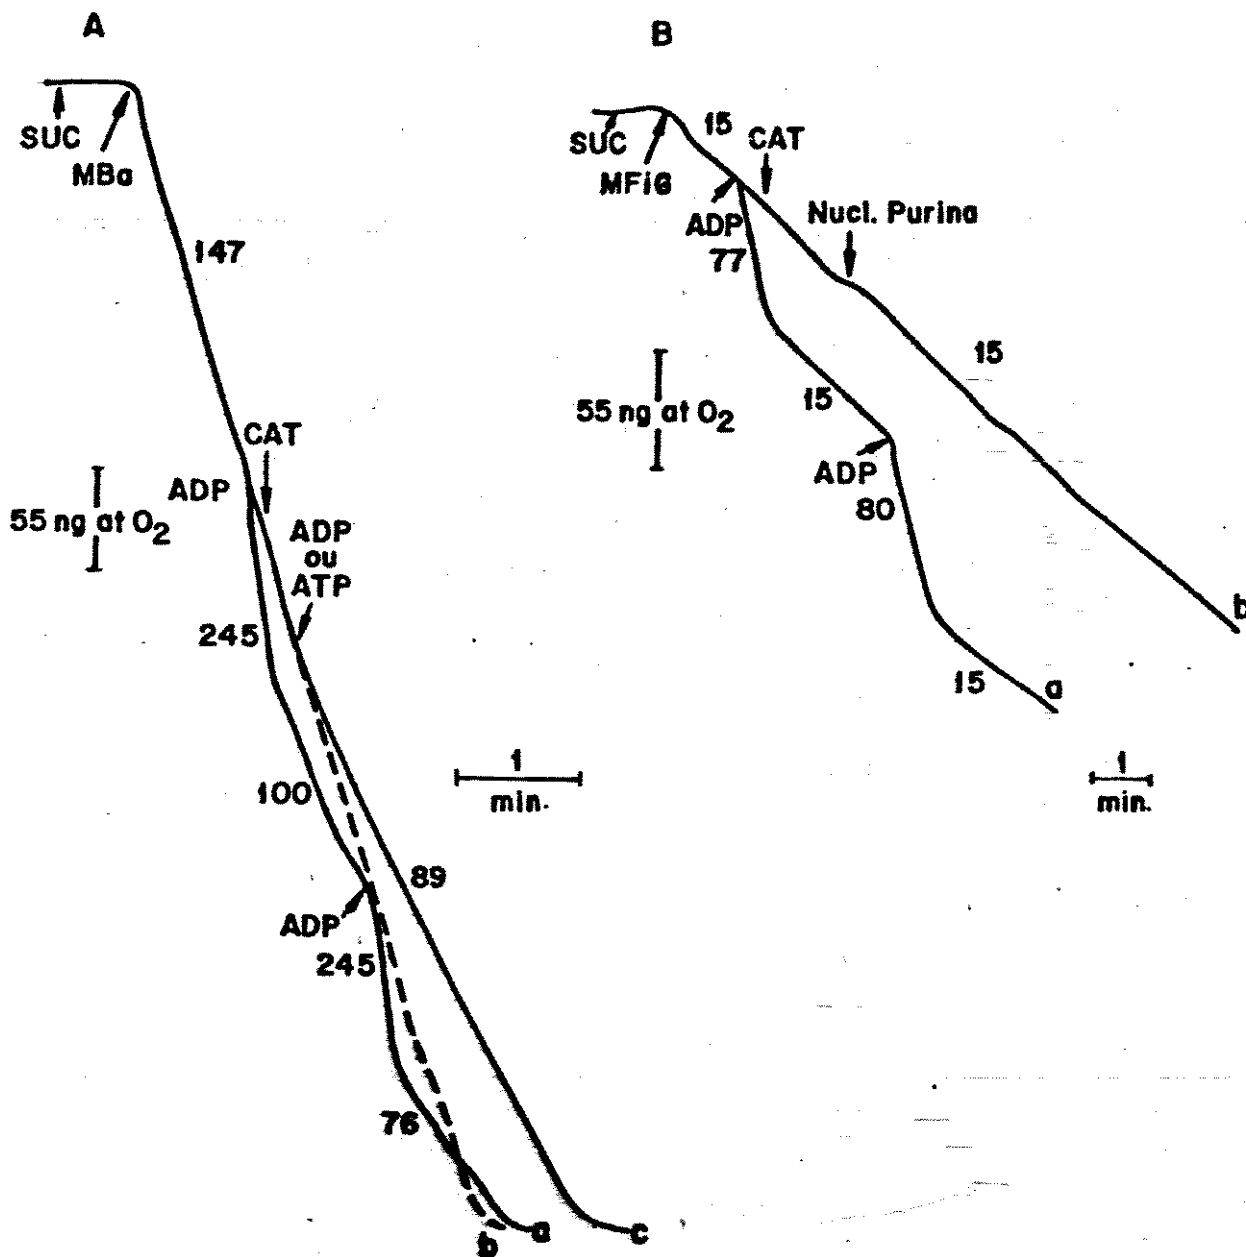 A
SUC
MBa
147
CAT
ADP
55 ng at O2
ADP
ou
ATP
245
100
1
min.
89
ADP
245
76
b
a
c
B
SUC
MFiG
15
CAT
ADP
77
Nucl. Purina
55 ng at O2
15
15
ADP
80
15
a
b
1
min.